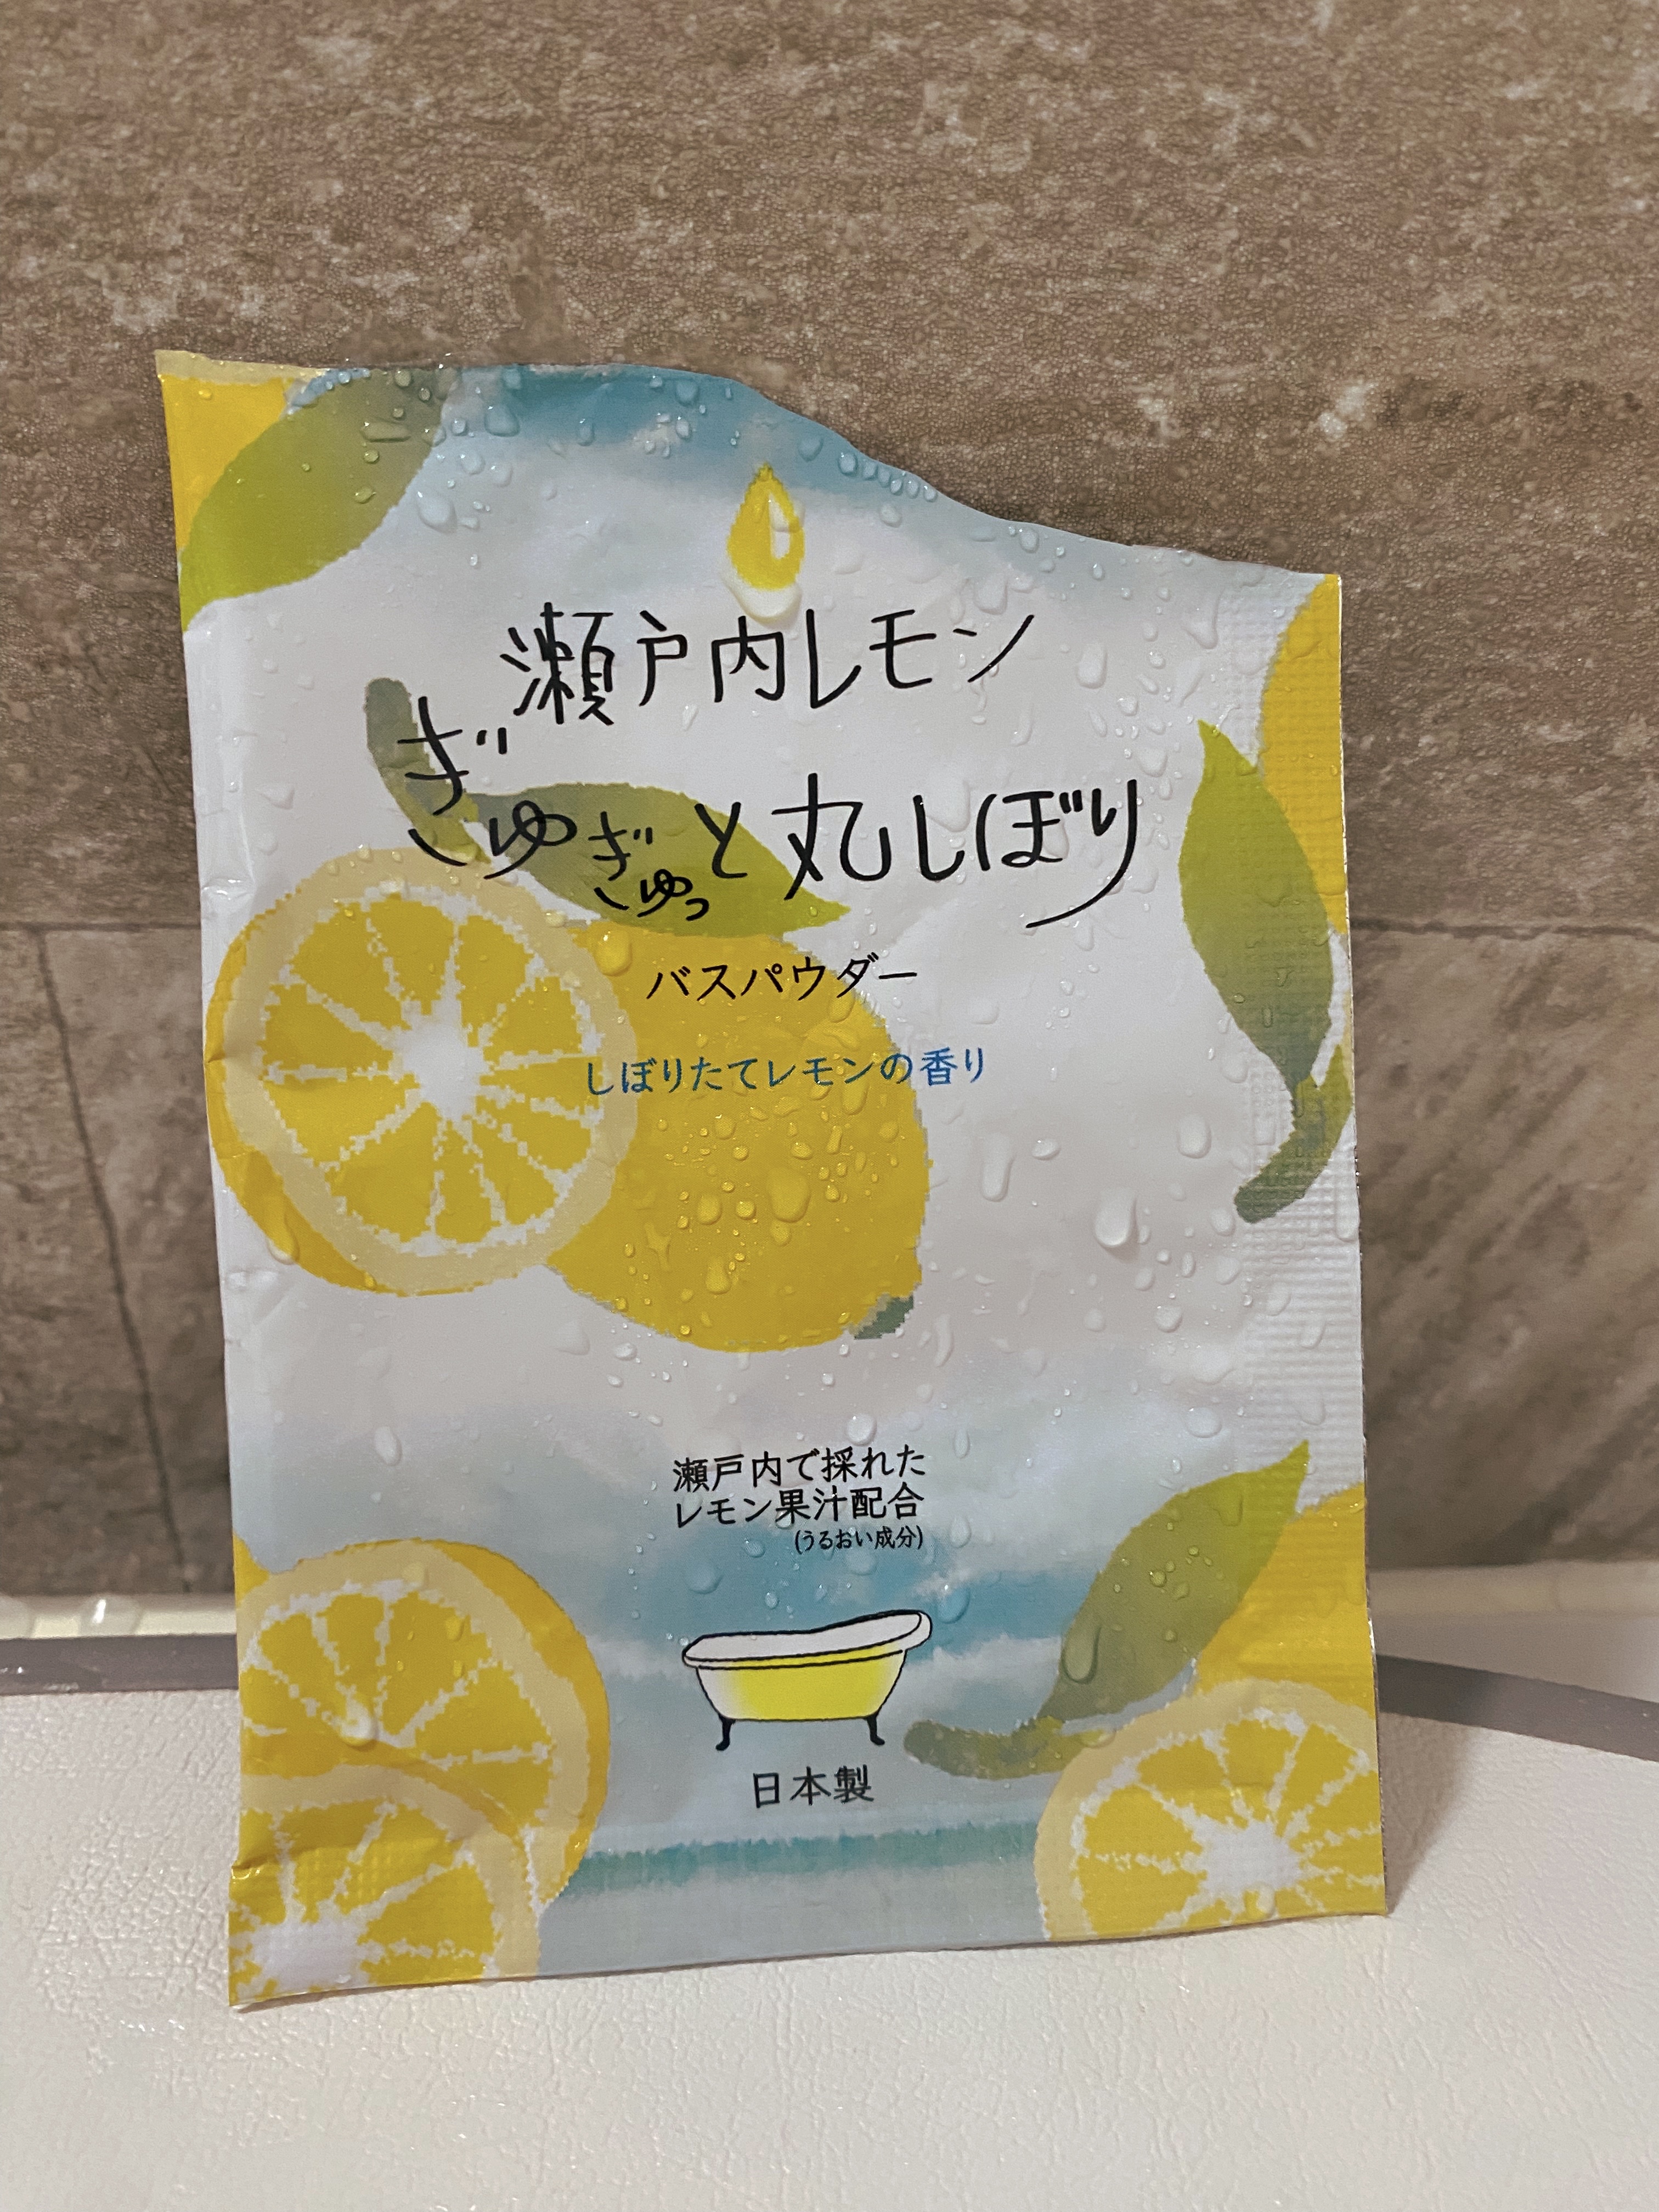 瀬戸内レモン
ぎゅぎゅっと丸しぼり
バスパウダー
しぼりたてレモンの香り
瀬戸内で採れた
レモン果汁配合
(うるおい成分)
日本製